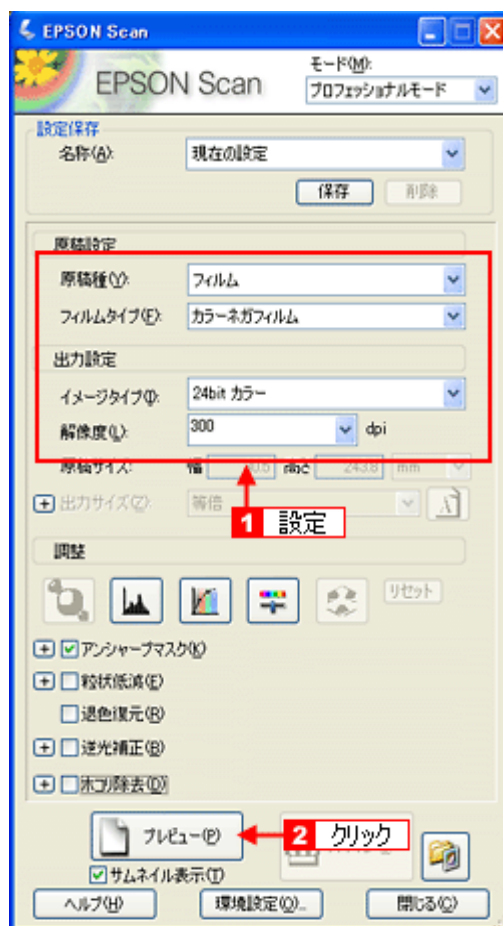 EPSON Scan
EPSON Scan
モード(M):
プロフェッショナルモード
設定保存
名称(A):
現在の設定
保存
削除
原稿設定
原稿種(Y):
フィルム
フィルムタイプ(F):
カラーネガフィルム
出力設定
イメージタイプ(I):
24bit カラー
解像度(L):
300
dpi
原稿サイズ:
幅
高さ
243.8
mm
1 設定
出力サイズ(Z):
等倍
調整
リセット
アンシャープマスク(K)
粒状低減(E)
退色復元(R)
逆光補正(B)
ホコリ除去(D)
プレビュー(P)
2 クリック
サムネイル表示(T)
ヘルプ(H)
環境設定(O)...
閉じる(C)